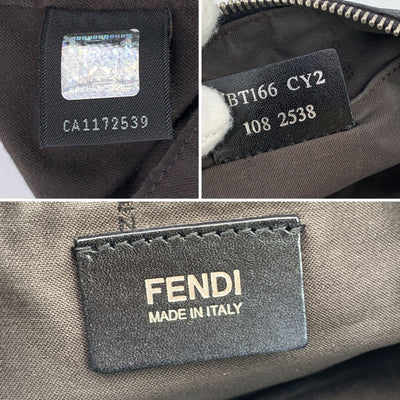 CA1172539
BT166 CY2
108 2538
FENDI
MADE IN ITALY